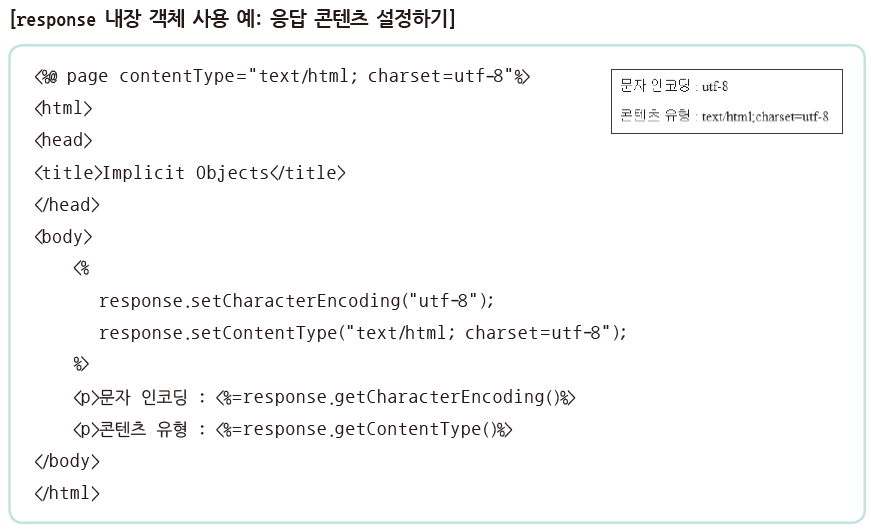 [response 내장 객체 사용 예: 응답 콘텐츠 설정하기]
<%@ page contentType="text/html; charset=utf-8"%>
<html>
<head>
<title>Implicit Objects</title>
</head>
<body>
<%
response.setCharacterEncoding("utf-8");
response.setContentType("text/html; charset=utf-8");
%>
<p>문자 인코딩 : <%=response.getCharacterEncoding()%>
<p>콘텐츠 유형 : <%=response.getContentType()%>
</body>
</html>
문자 인코딩 : utf-8
콘텐츠 유형 : text/html;charset=utf-8